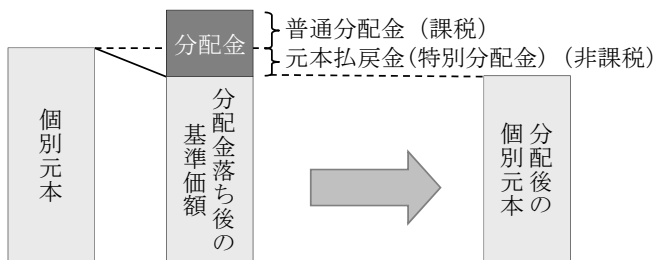 普通分配金（課税）
分配金
元本払戻金（特別分配金）（非課税）
個別元本
分配金落ち後の
基準価額
分配後の
個別元本